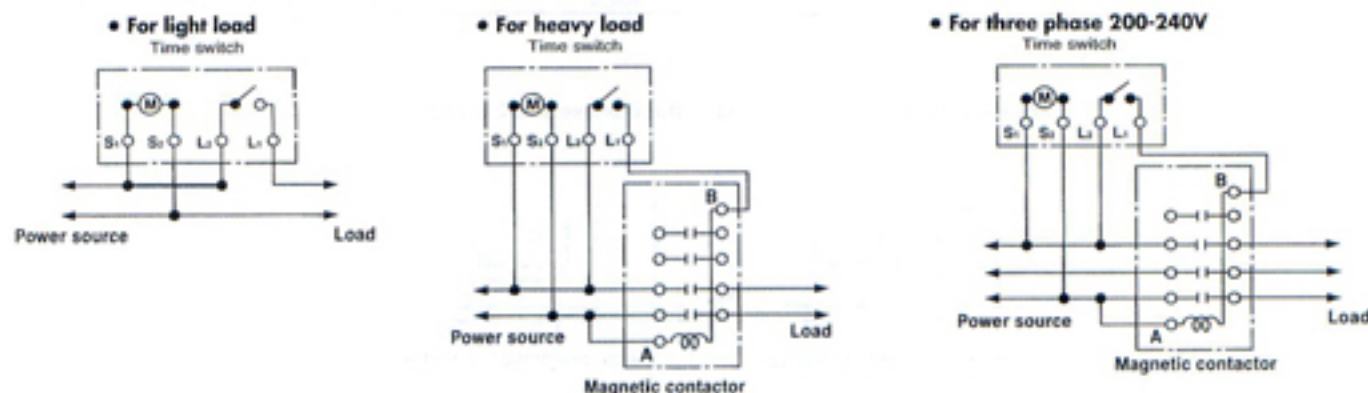 • For light load
Time switch
M
S1 S2 L2 L1
Power source
Load
• For heavy load
Time switch
M
S1 S2 L2 L1
B
Power source
Load
A
Magnetic contactor
• For three phase 200-240V
Time switch
M
S1 S2 L2 L1
B
Power source
Load
A
Magnetic contactor